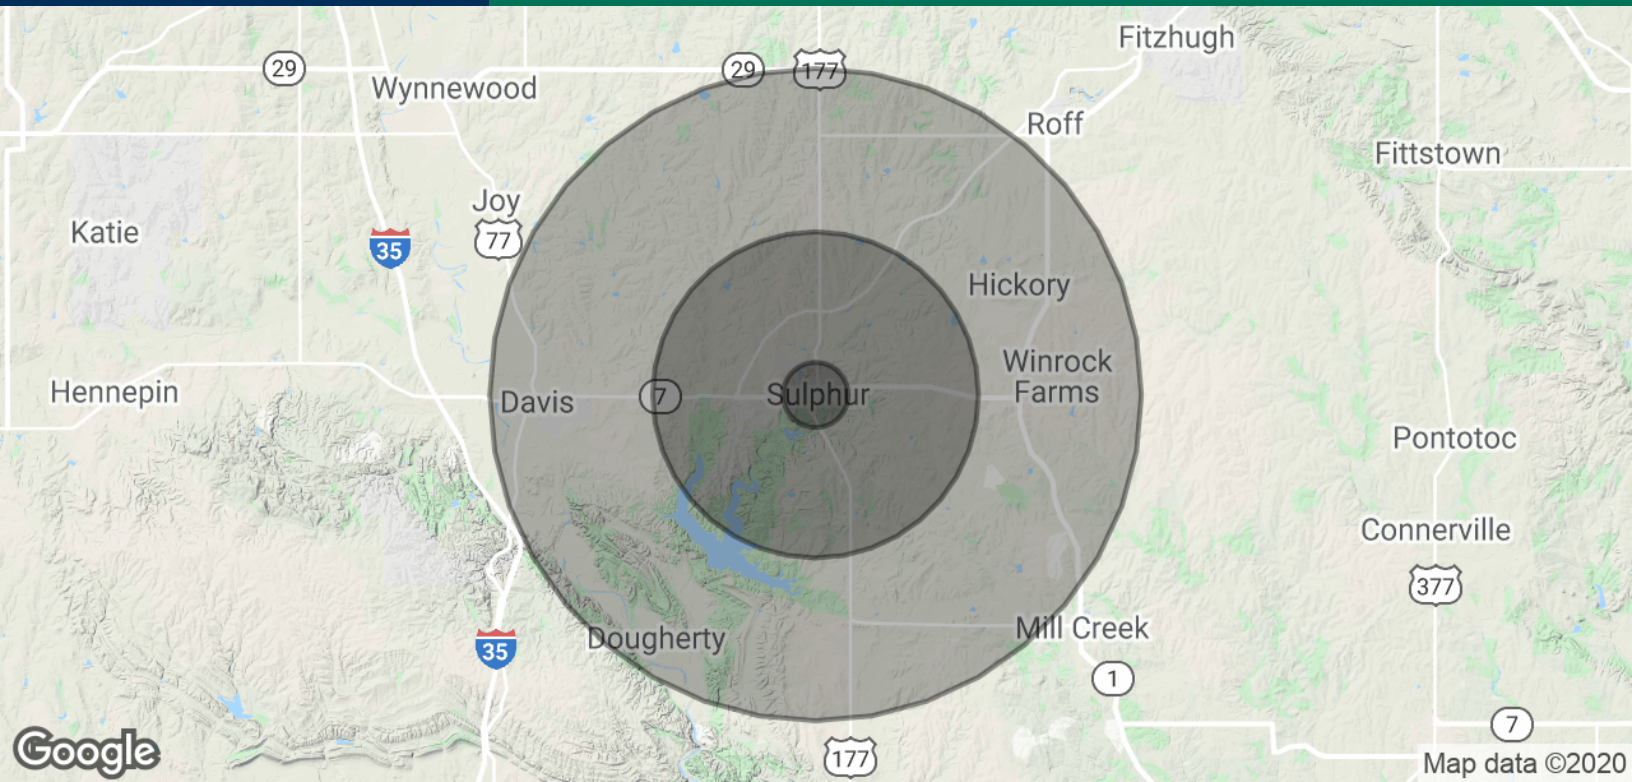 Fitzhugh
29
29
177
Wynnewood
Roff
Fittstown
Joy
Katie
77
35
Hickory
Winrock
Farms
Hennepin
Davis
7
Sulphur
Pontotoc
Connerville
377
Mill Creek
Dougherty
35
1
7
Google
177
Map data ©2020